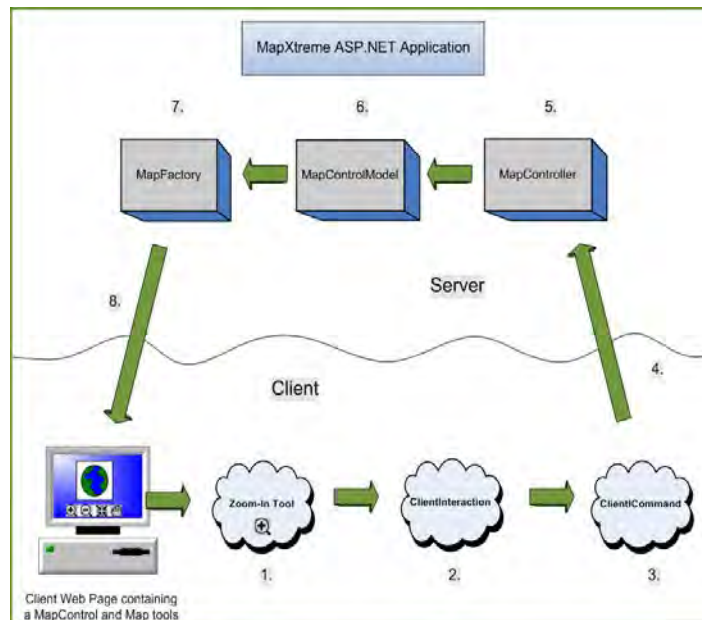 MapXtreme ASP.NET Application
7.
6.
5.
MapFactory
MapControlModel
MapController
8.
Server
Client
4.
Zoom-In Tool
ClientInteraction
ClientICommand
1.
2.
3.
Client Web Page containing
a MapControl and Map tools